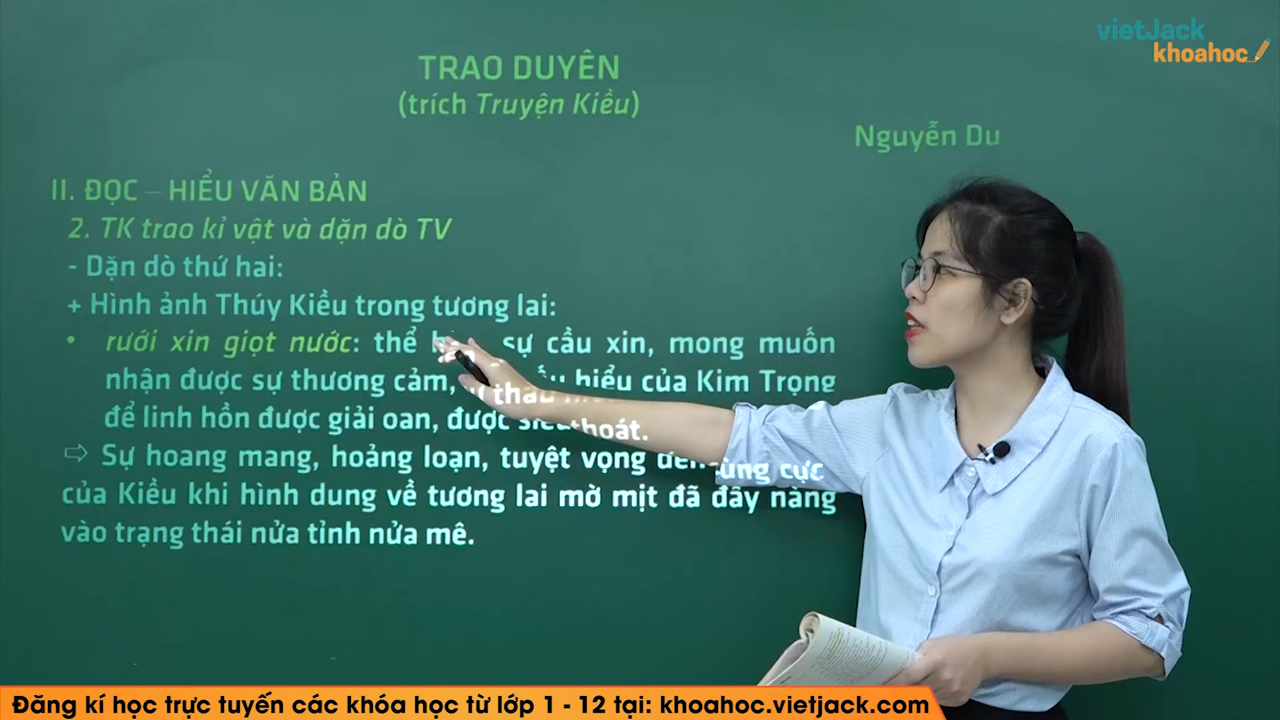 vietJack
khoahoc
TRAO DUYÊN
(trích Truyện Kiều)
Nguyễn Du
II. ĐỌC – HIỂU VĂN BẢN
2. TK trao kỉ vật và dặn dò TV
- Dặn dò thứ hai:
+ Hình ảnh Thúy Kiều trong tương lai:
• rưới xin giọt nước: thể sự cầu xin, mong muốn
nhận được sự thương cảm, thấu hiểu của Kim Trọng
để linh hồn được giải oan, được siêu thoát.
⇨ Sự hoang mang, hoảng loạn, tuyệt vọng đến cùng cực
của Kiều khi hình dung về tương lai mờ mịt đã đẩy nàng
vào trạng thái nửa tỉnh nửa mê.
Đăng kí học trực tuyến các khóa học từ lớp 1 - 12 tại: khoahoc.vietjack.com